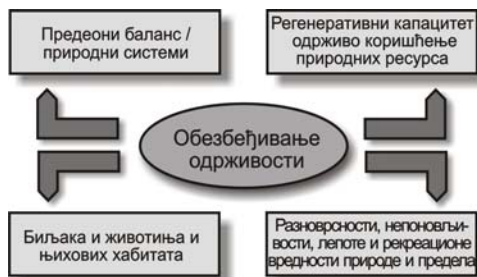 Предеони баланс /
природни системи
Регенеративни капацитет
одрживо коришћење
природних ресурса
Обезбеђивање
одрживости
Биљака и животиња и
њихових хабитата
Разноврсности, непоновљи-
вости, лепоте и рекреационе
вредности природе и предела